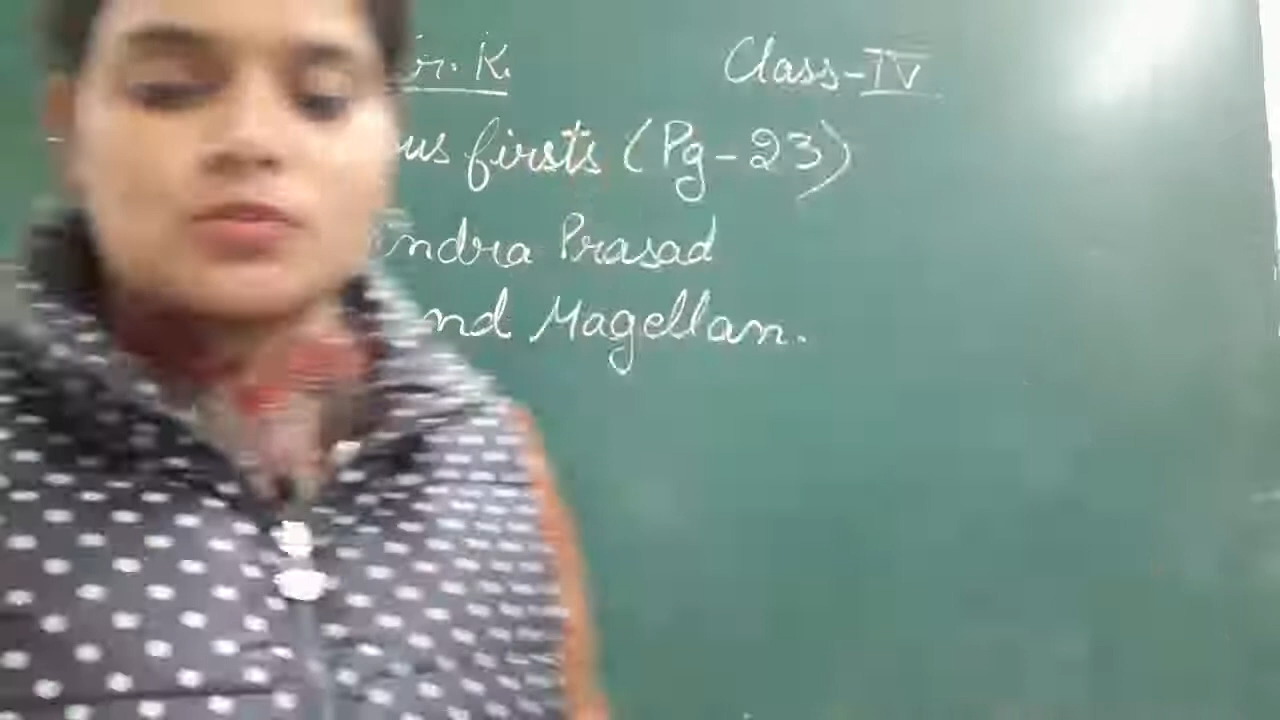 r. K. Class-IV
us firsts (Pg-23)
ndra Prasad
nd Magellan.